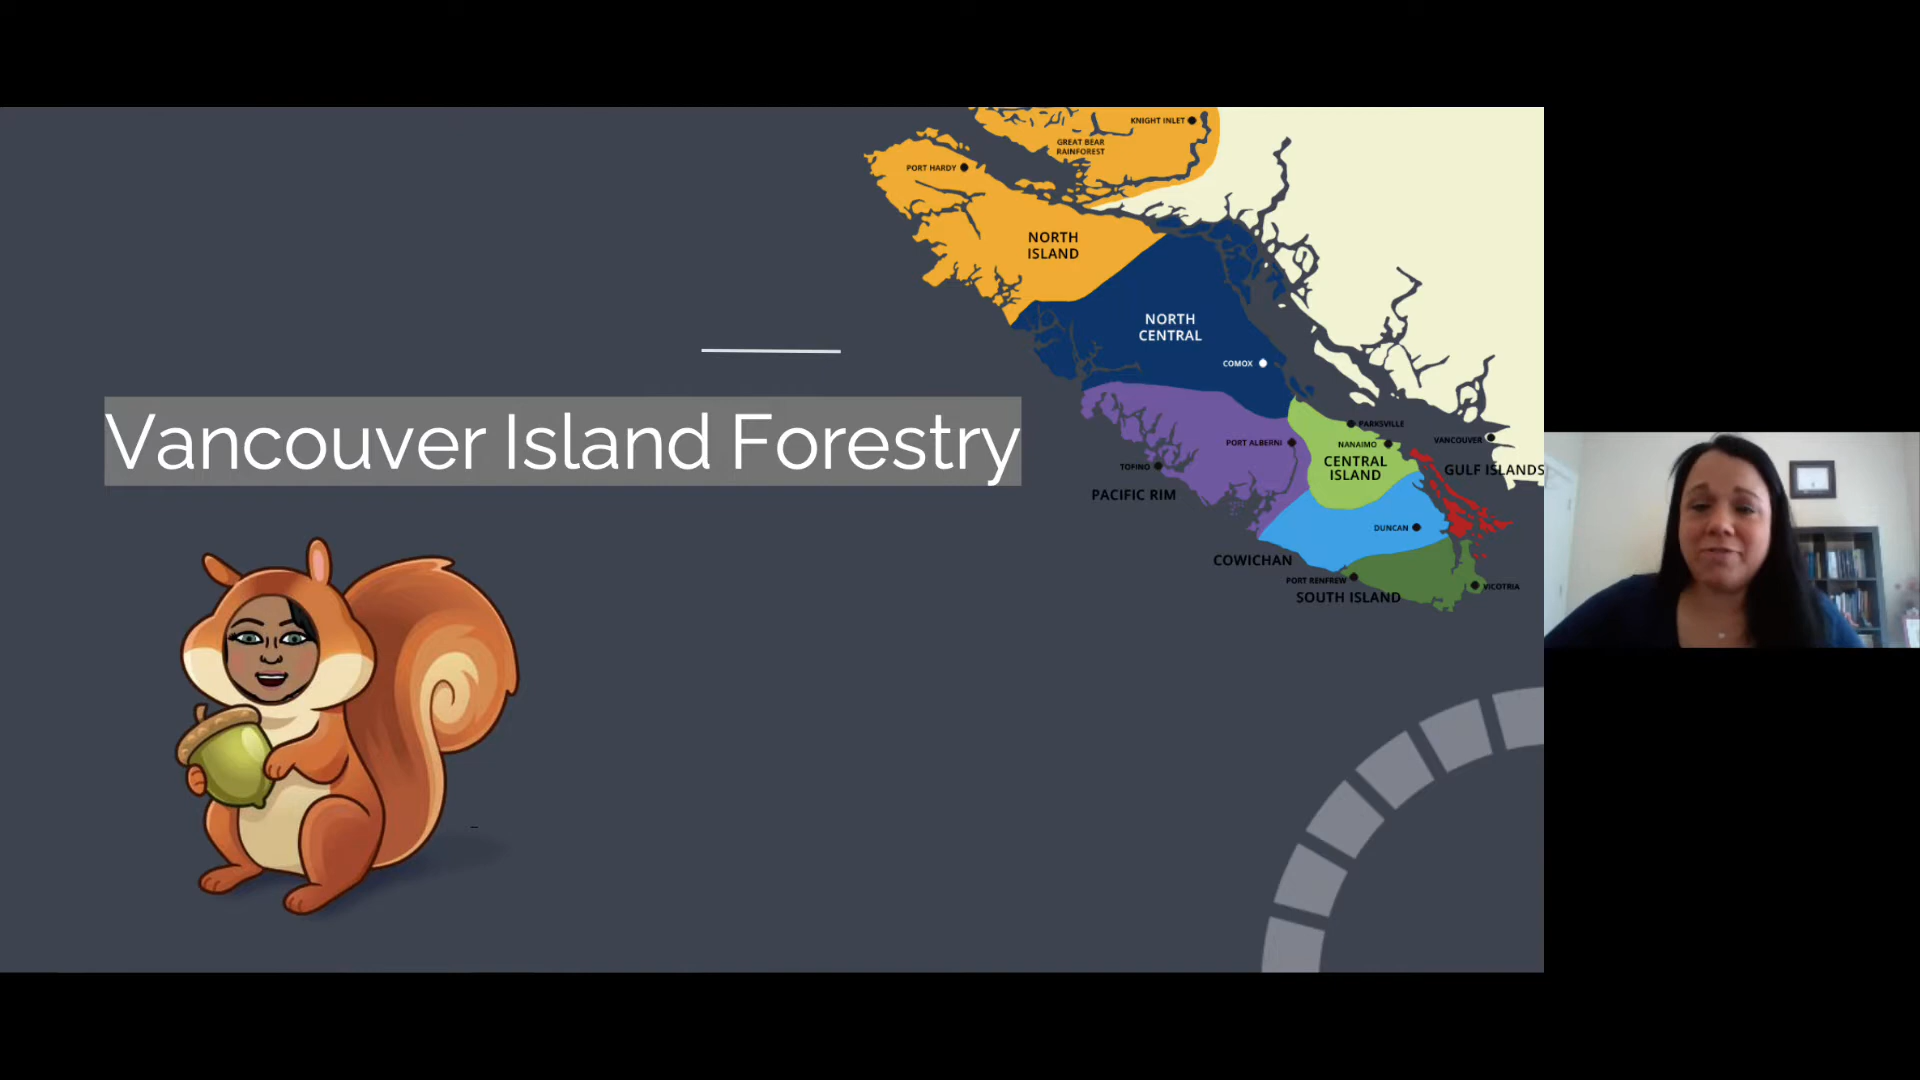 KNIGHT INLET
GREAT BEAR
RAINFOREST
PORT HARDY
NORTH
ISLAND
NORTH
CENTRAL
COMOX
Vancouver Island Forestry
PARKSVILLE
PORT ALBERNI
NANAIMO
VANCOUVER
CENTRAL
ISLAND
GULF ISLANDS
TOFINO
PACIFIC RIM
DUNCAN
COWICHAN
PORT RENFREW
SOUTH ISLAND
VICOTRIA